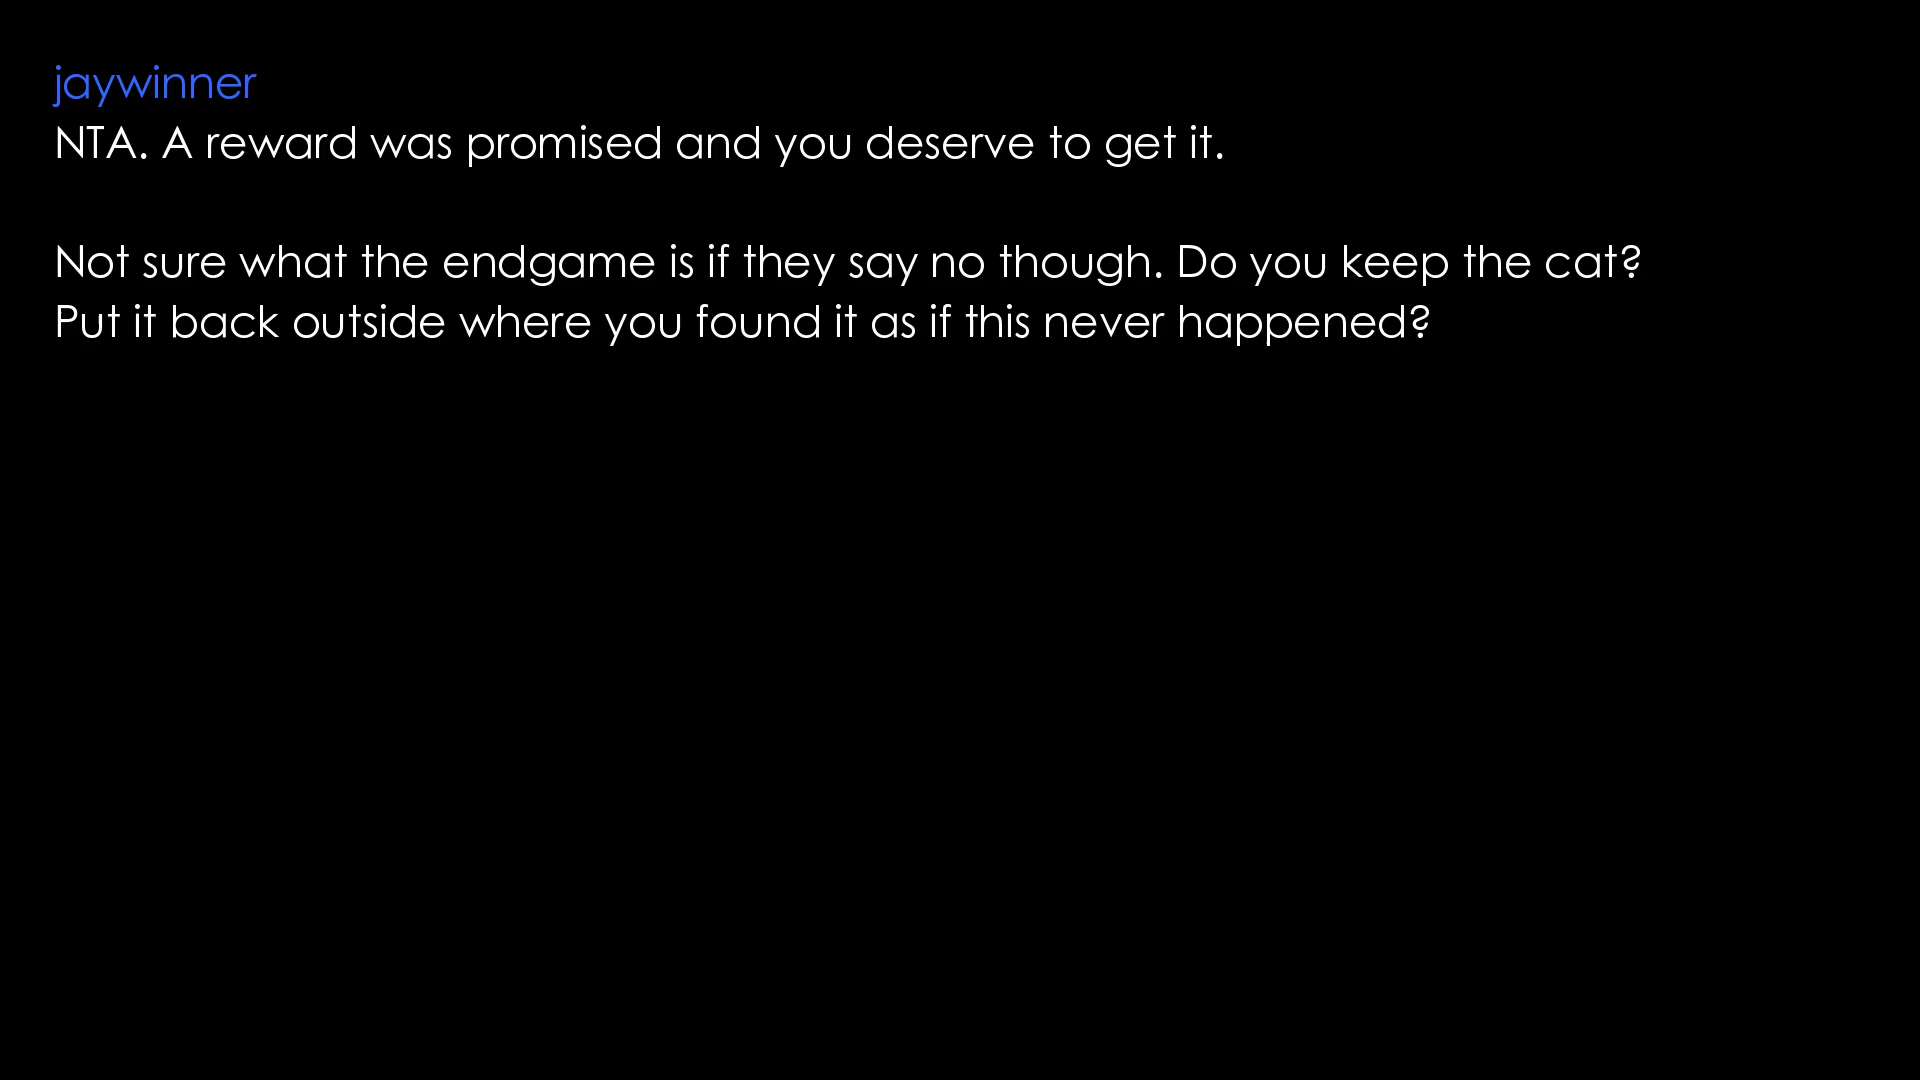 jaywinner
NTA. A reward was promised and you deserve to get it.
Not sure what the endgame is if they say no though. Do you keep the cat?
Put it back outside where you found it as if this never happened?